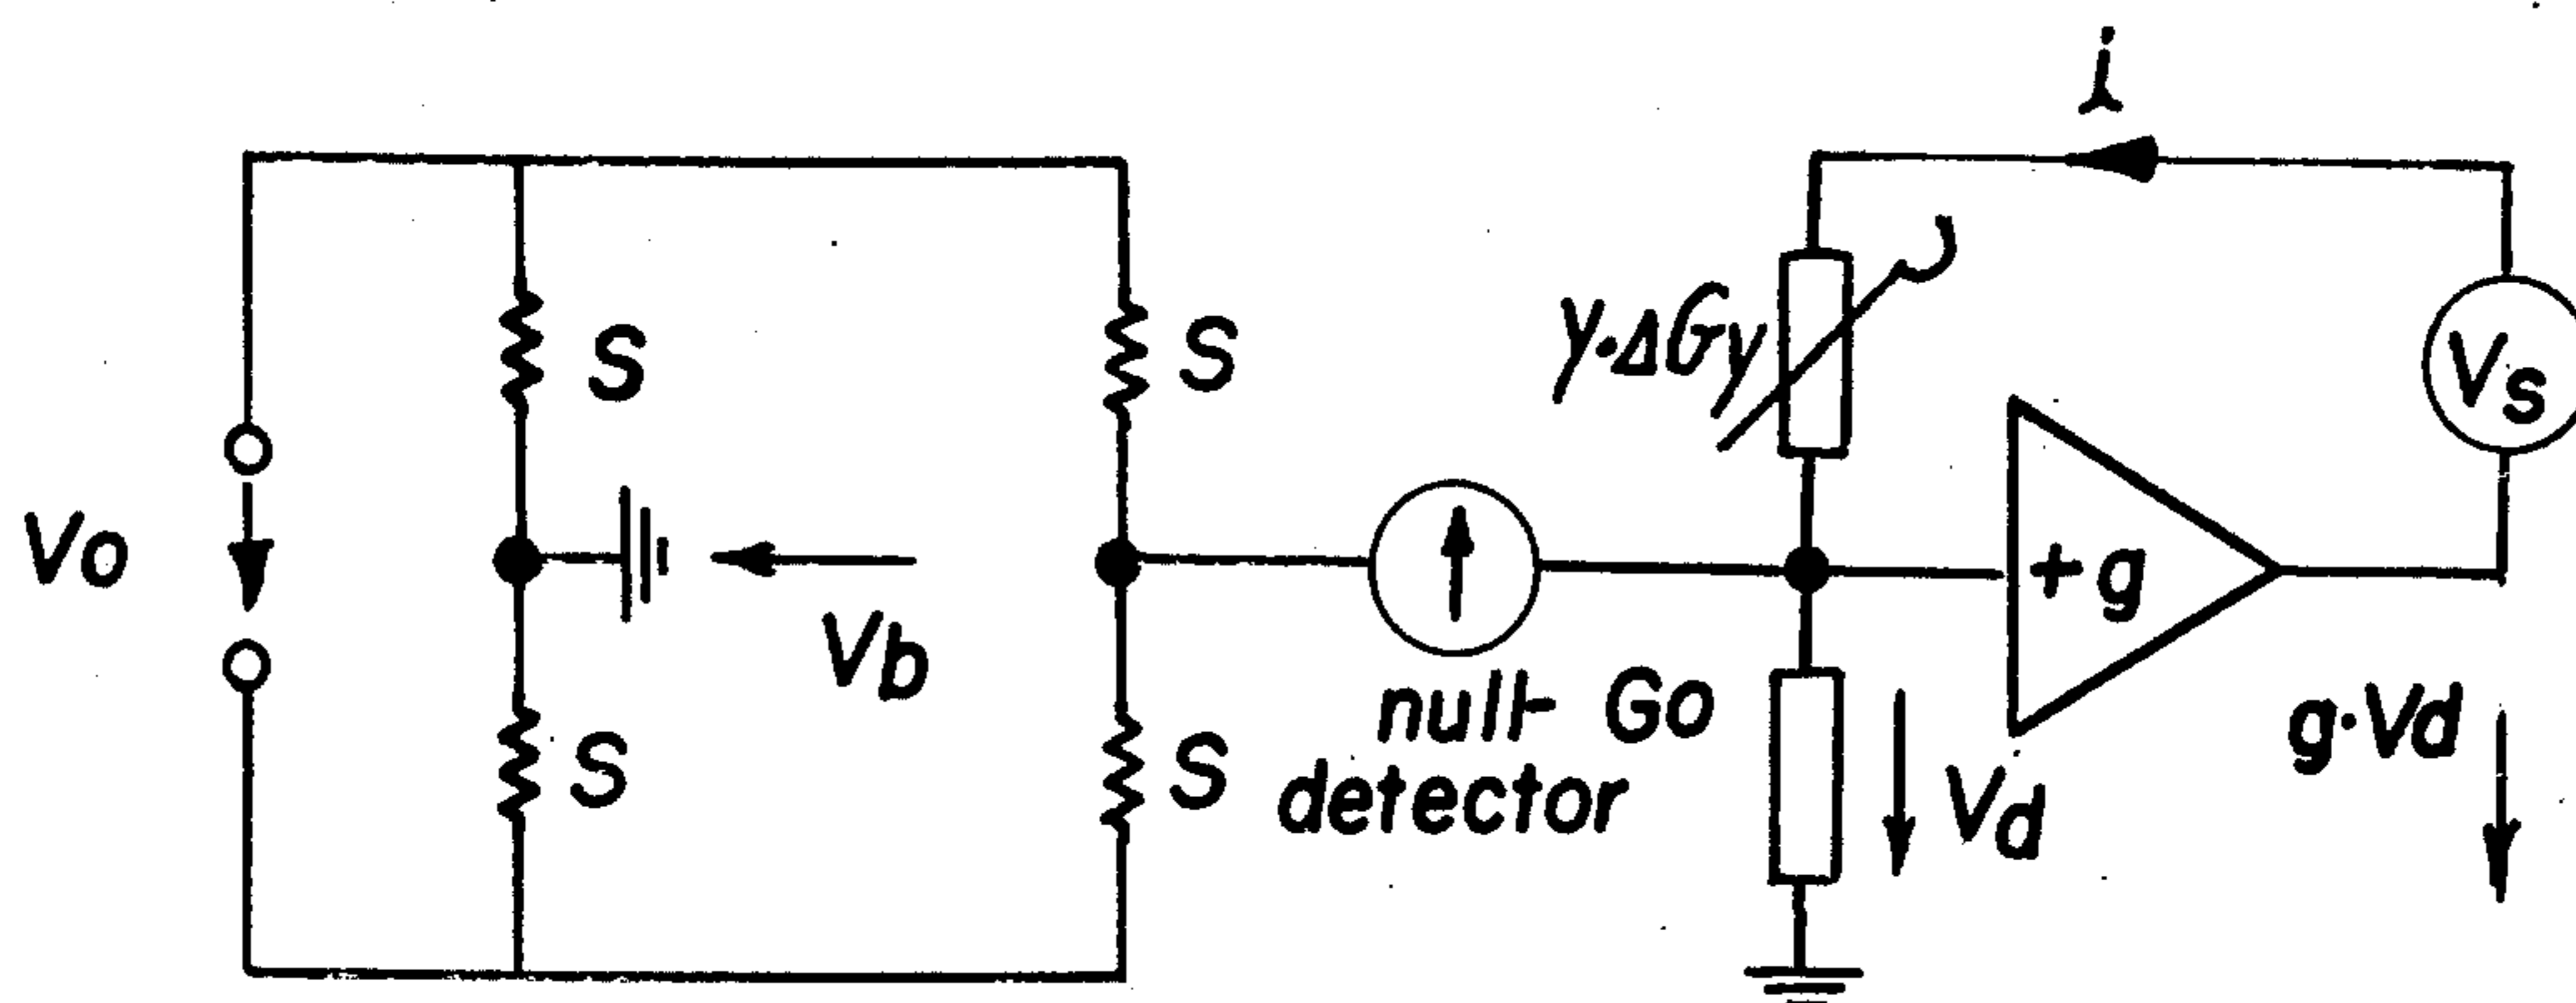 i
S
S
y·ΔGy
Vs
Vo
Vb
+g
S
S
null- Go
detector
Vd
g·Vd